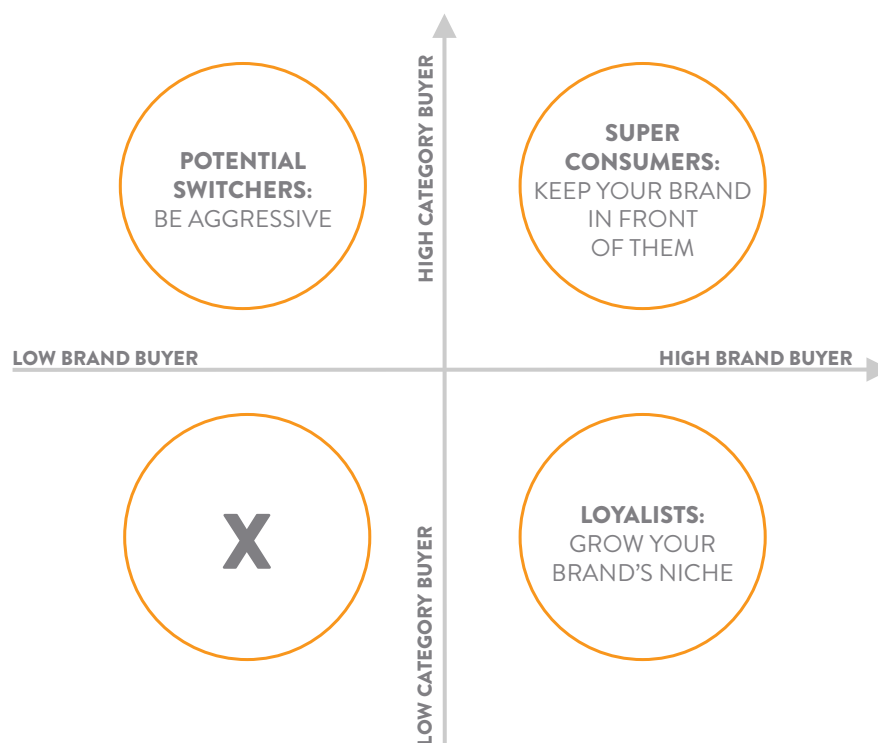 HIGH CATEGORY BUYER
POTENTIAL
SWITCHERS:
BE AGGRESSIVE
SUPER
CONSUMERS:
KEEP YOUR BRAND
IN FRONT
OF THEM
LOW BRAND BUYER
HIGH BRAND BUYER
X
LOYALISTS:
GROW YOUR
BRAND'S NICHE
LOW CATEGORY BUYER